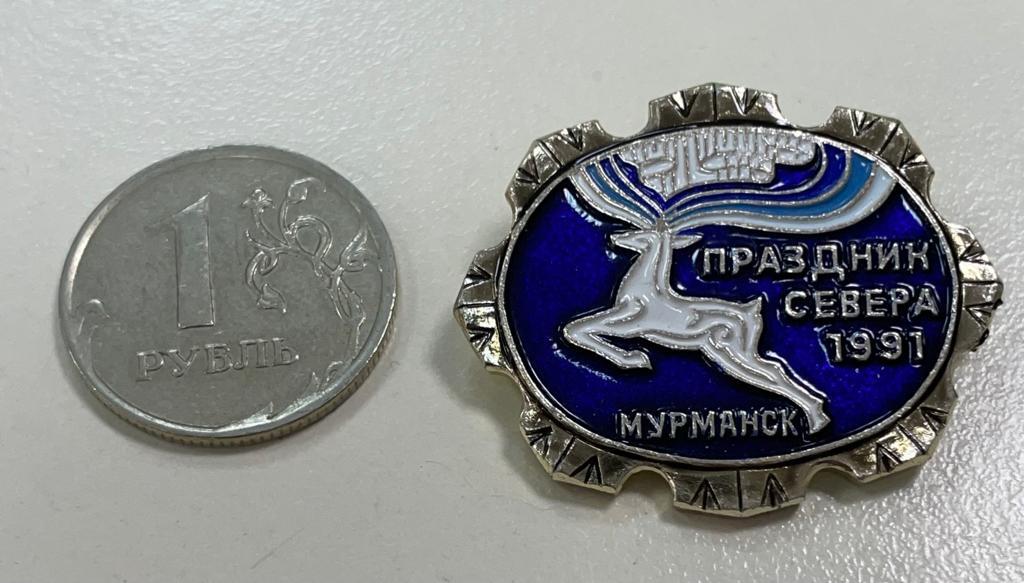 1
РУБЛЬ
ПРАЗДНИК
СЕВЕРА
1991
МУРМАНСК